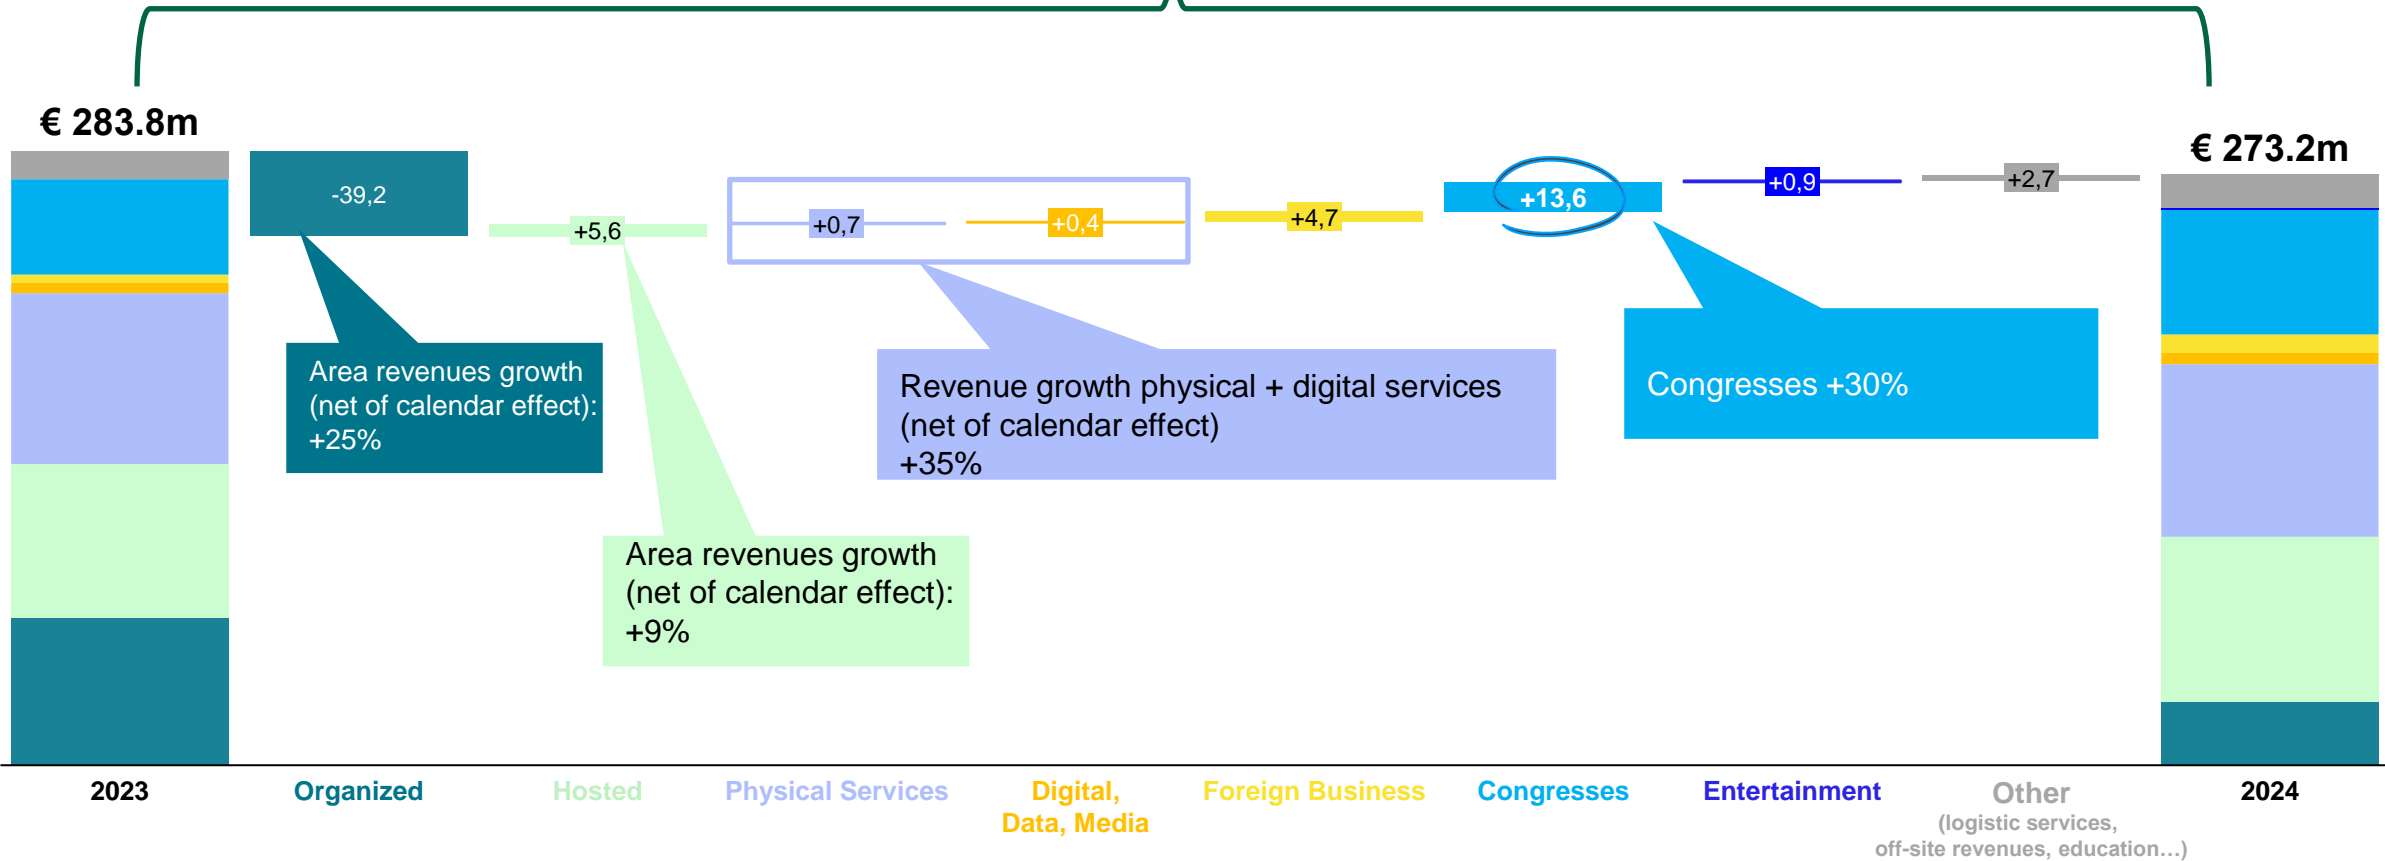 € 283.8m
€ 273.2m
-39,2
+5,6
+0,7
+0,4
+4,7
+13,6
+0,9
+2,7
Area revenues growth
(net of calendar effect):
+25%
Revenue growth physical + digital services
(net of calendar effect)
+35%
Congresses +30%
Area revenues growth
(net of calendar effect):
+9%
2023
Organized
Hosted
Physical Services
Digital,
Data, Media
Foreign Business
Congresses
Entertainment
Other
(logistic services,
off-site revenues, education…)
2024